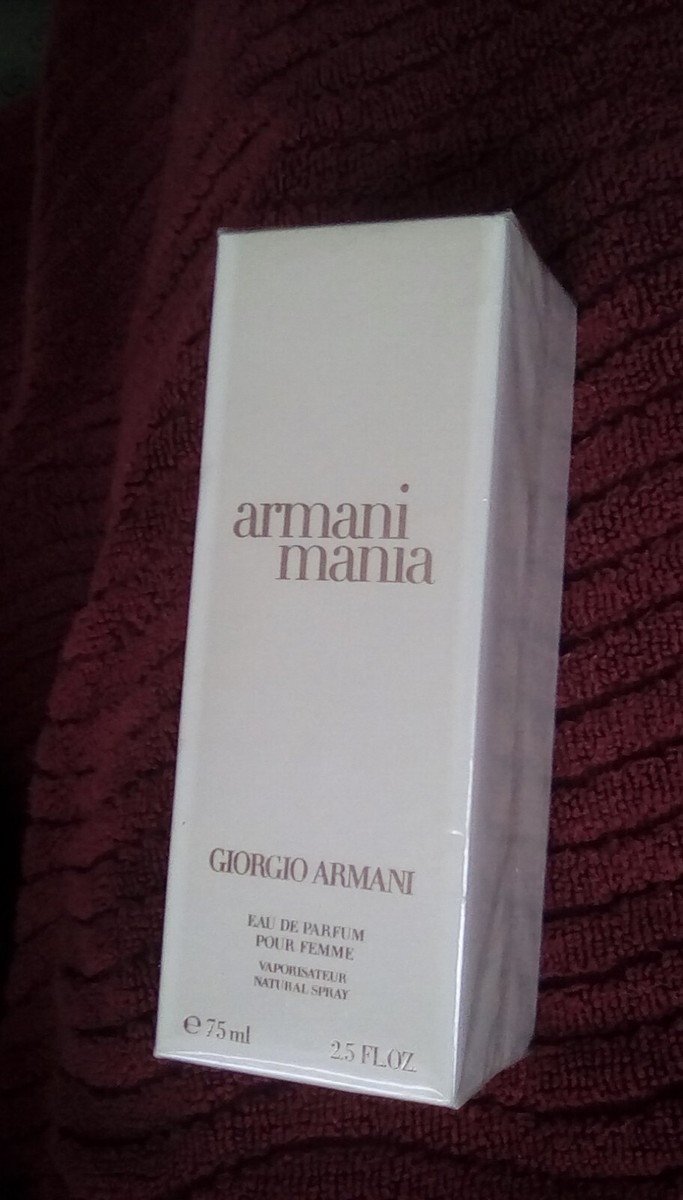 armani
mania
GIORGIO ARMANI
EAU DE PARFUM
POUR FEMME
VAPORISATEUR
NATURAL SPRAY
℮ 75 ml 2.5 FL.OZ.